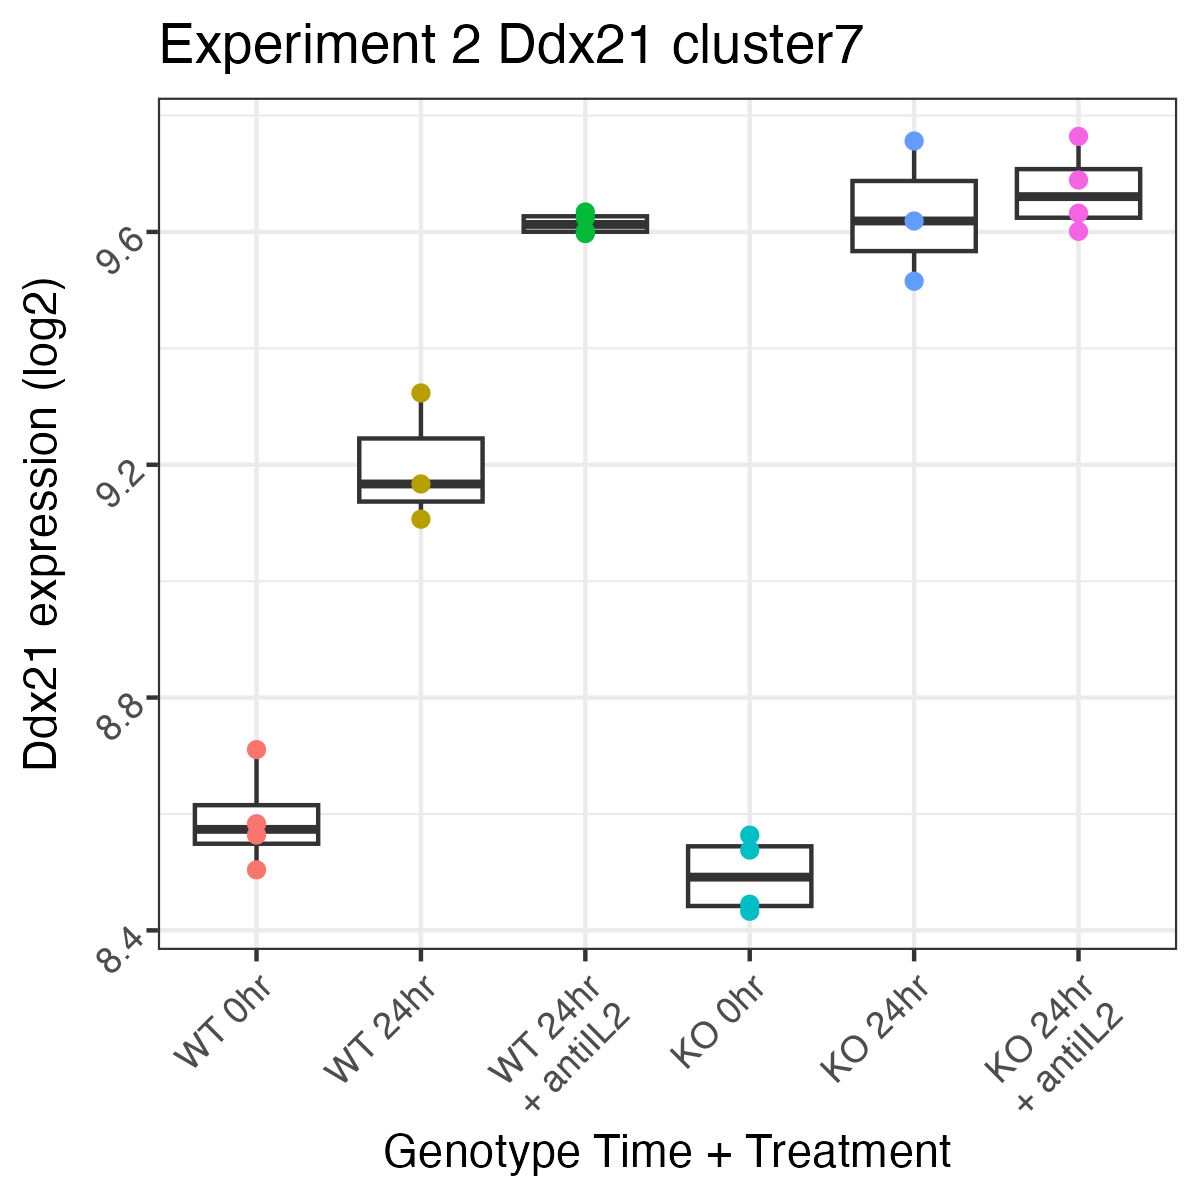 Experiment 2 Ddx21 cluster7
Ddx21 expression (log2)
9.6
9.2
8.8
8.4
WT 0hr
WT 24hr
WT 24hr
+ antiIL2
KO 0hr
KO 24hr
KO 24hr
+ antiIL2
Genotype Time + Treatment